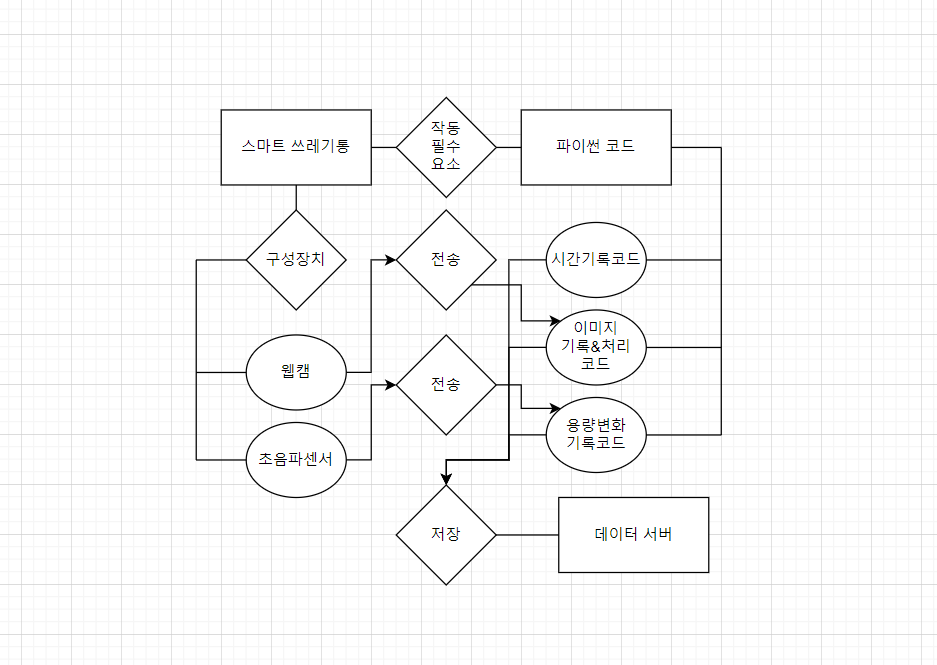 스마트 쓰레기통
작동
필수
요소
파이썬 코드
구성장치
전송
시간기록코드
이미지
기록&처리
코드
웹캠
전송
용량변화
기록코드
초음파센서
저장
데이터 서버